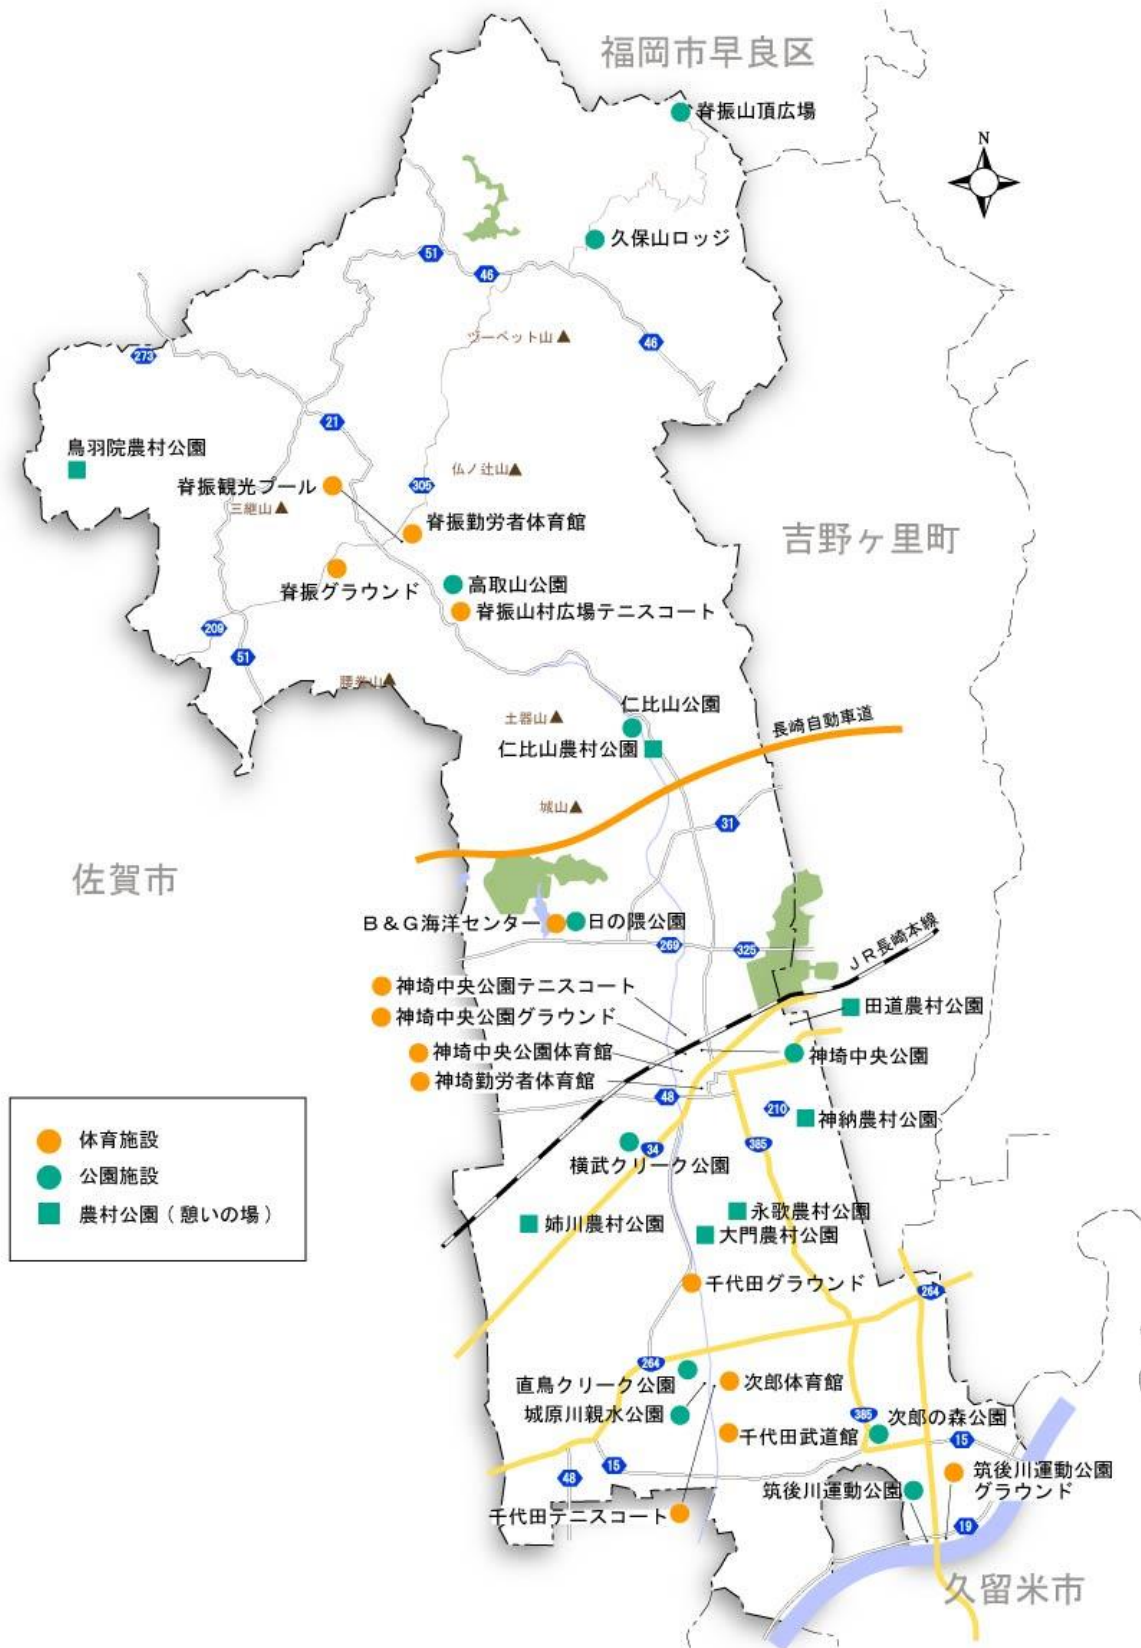 福岡市早良区
脊振山頂広場
N
久保山ロッジ
51
46
ヅーベット山
46
273
21
鳥羽院農村公園
仏ノ辻山
脊振観光プール
305
三継山
脊振勤労者体育館
吉野ヶ里町
高取山公園
脊振グラウンド
脊振山村広場テニスコート
209
51
腰巻山
仁比山公園
土器山
長崎自動車道
仁比山農村公園
城山
31
佐賀市
B＆G海洋センター
日の隈公園
269
325
JR長崎本線
神埼中央公園テニスコート
田道農村公園
神埼中央公園グラウンド
神埼中央公園体育館
神埼中央公園
神埼勤労者体育館
48
210
神納農村公園
体育施設
34
385
横武クリーク公園
公園施設
農村公園（憩いの場）
姉川農村公園
永歌農村公園
大門農村公園
千代田グラウンド
264
264
直鳥クリーク公園
次郎体育館
城原川親水公園
385
次郎の森公園
千代田武道館
15
15
48
筑後川運動公園
グラウンド
筑後川運動公園
千代田テニスコート
19
久留米市